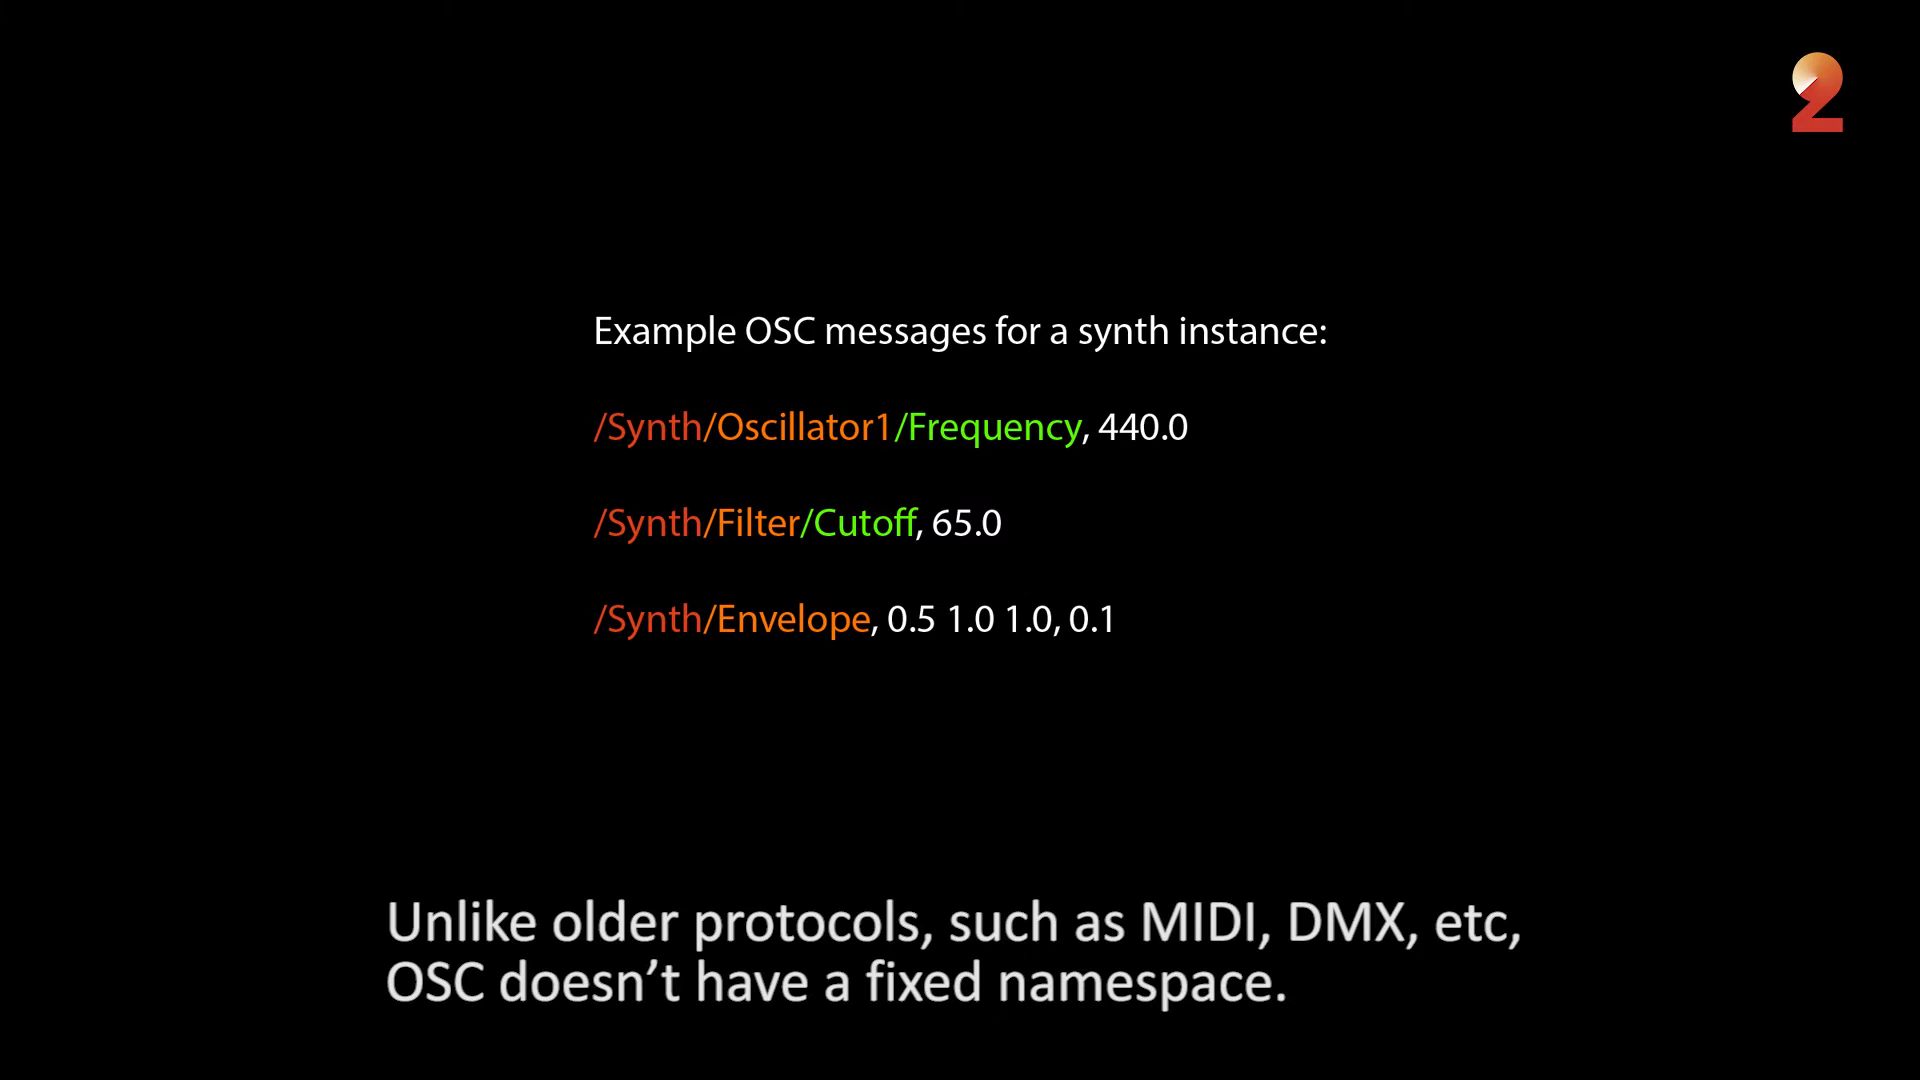 2
Example OSC messages for a synth instance:
/Synth/Oscillator1/Frequency, 440.0
/Synth/Filter/Cutoff, 65.0
/Synth/Envelope, 0.5 1.0 1.0, 0.1
Unlike older protocols, such as MIDI, DMX, etc,
OSC doesn’t have a fixed namespace.